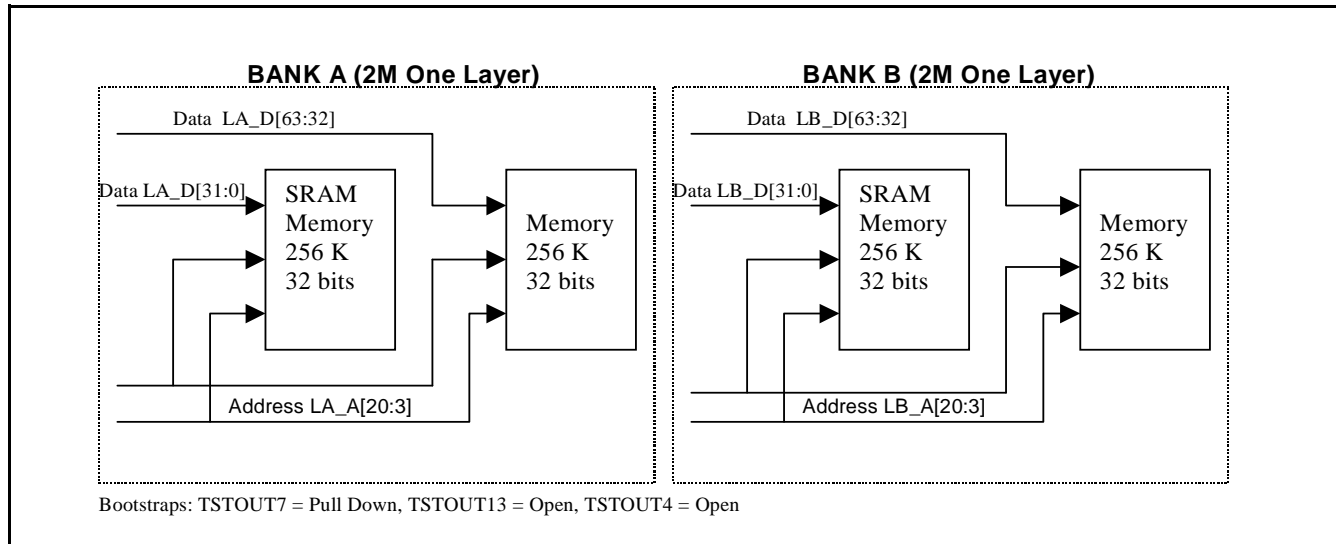 BANK A (2M One Layer)
Data LA_D[63:32]
Data LA_D[31:0]
SRAM
Memory
256 K
32 bits
Memory
256 K
32 bits
Address LA_A[20:3]
BANK B (2M One Layer)
Data LB_D[63:32]
Data LB_D[31:0]
SRAM
Memory
256 K
32 bits
Memory
256 K
32 bits
Address LB_A[20:3]
Bootstraps: TSTOUT7 = Pull Down, TSTOUT13 = Open, TSTOUT4 = Open